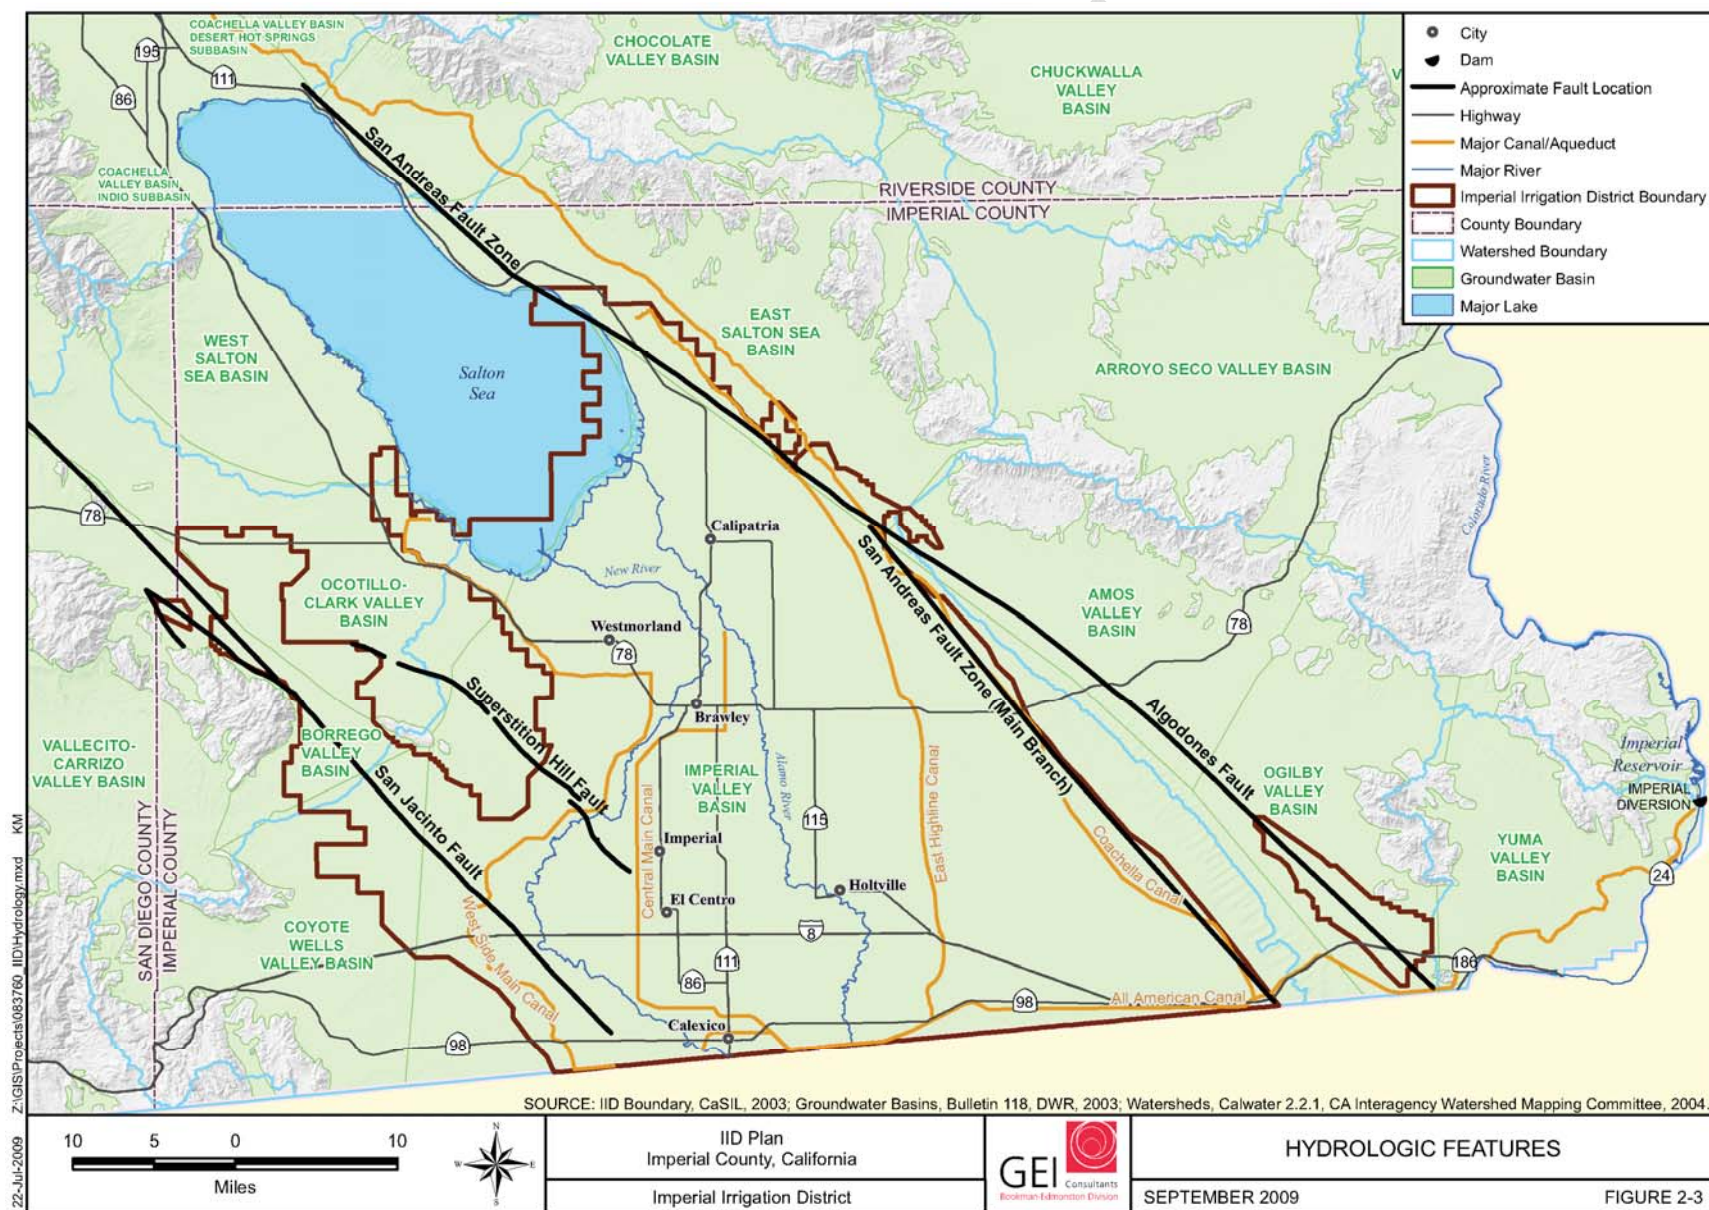 COACHELLA VALLEY BASIN
DESERT HOT SPRINGS
SUBBASIN
195
111
86
CHOCOLATE
VALLEY BASIN
CHUCKWALLA
VALLEY
BASIN
V
City
Dam
Approximate Fault Location
Highway
Major Canal/Aqueduct
Major River
Imperial Irrigation District Boundary
County Boundary
Watershed Boundary
Groundwater Basin
Major Lake
COACHELLA
VALLEY BASIN
INDIO SUBBASIN
San Andreas Fault Zone
RIVERSIDE COUNTY
IMPERIAL COUNTY
WEST
SALTON
SEA BASIN
Salton
Sea
EAST
SALTON SEA
BASIN
ARROYO SECO VALLEY BASIN
Colorado River
78
Calipatria
New River
OCOTILLO-
CLARK VALLEY
BASIN
Westmorland
78
San Andreas Fault Zone (Main Branch)
AMOS
VALLEY
BASIN
78
Superstition Hill Fault
Brawley
Algodones Fault
VALLECITO-
CARRIZO
VALLEY BASIN
BORREGO
VALLEY
BASIN
San Jacinto Fault
IMPERIAL
VALLEY
BASIN
Alamo River
East Highline Canal
OGILBY
VALLEY
BASIN
Imperial
Reservoir
IMPERIAL
DIVERSION
115
Imperial
Central Main Canal
Coachella Canal
YUMA
VALLEY
BASIN
24
Holtville
El Centro
SAN DIEGO COUNTY
IMPERIAL COUNTY
COYOTE
WELLS
VALLEY BASIN
West Side Main Canal
8
111
86
186
98
All American Canal
Calexico
98
SOURCE: IID Boundary, CaSIL, 2003; Groundwater Basins, Bulletin 118, DWR, 2003; Watersheds, Calwater 2.2.1, CA Interagency Watershed Mapping Committee, 2004.
22-Jul-2009 Z:\GIS\Projects\083760_IID\Hydrology.mxd KM
10 5 0 10
Miles
N
W E
S
IID Plan
Imperial County, California
Imperial Irrigation District
GEI Consultants
Bookman-Edmonston Division
HYDROLOGIC FEATURES
SEPTEMBER 2009 FIGURE 2-3